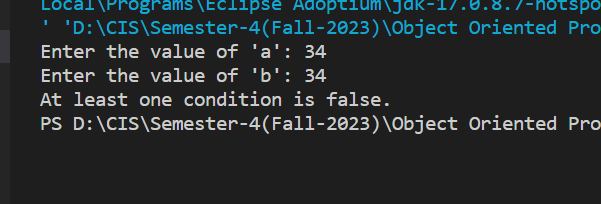 Local\Programs\Eclipse Adoptium\jdk-17.0.8.7-hotspo
' 'D:\CIS\Semester-4(Fall-2023)\Object Oriented Pro
Enter the value of 'a': 34
Enter the value of 'b': 34
At least one condition is false.
PS D:\CIS\Semester-4(Fall-2023)\Object Oriented Pro